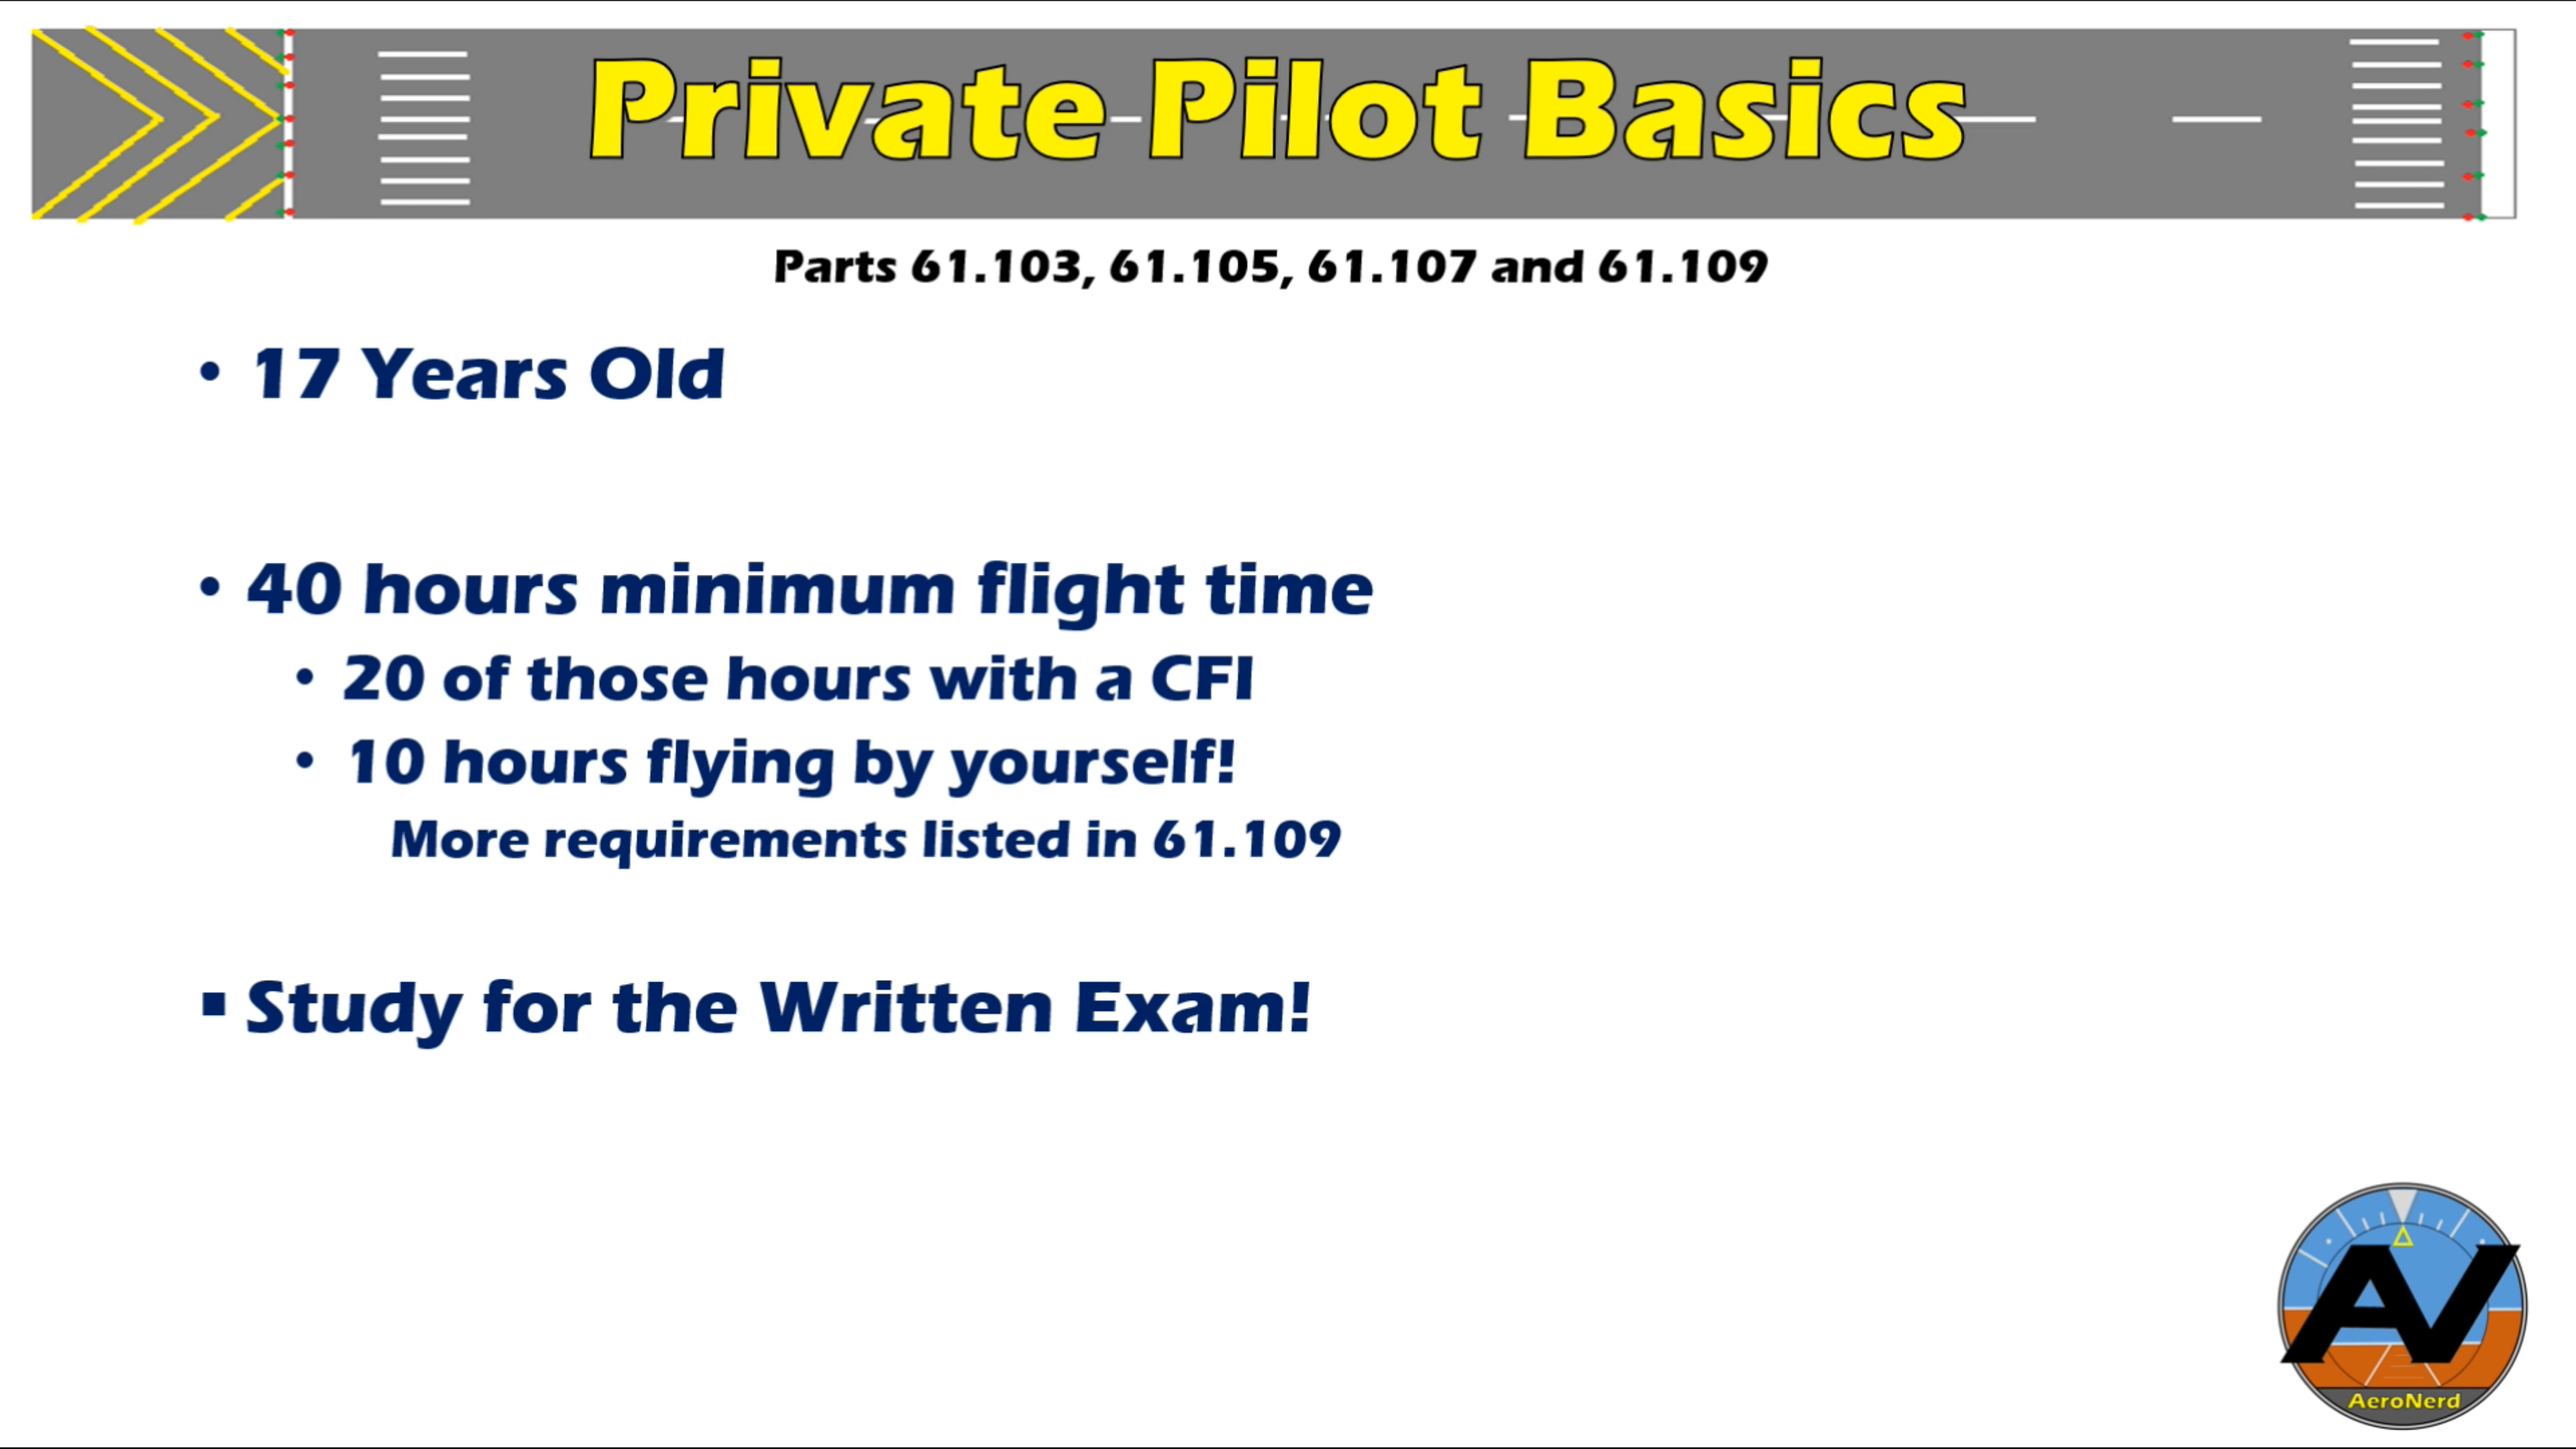 Private Pilot Basics
Parts 61.103, 61.105, 61.107 and 61.109
• 17 Years Old
• 40 hours minimum flight time
• 20 of those hours with a CFI
• 10 hours flying by yourself!
More requirements listed in 61.109
▪ Study for the Written Exam!
AV
AeroNerd